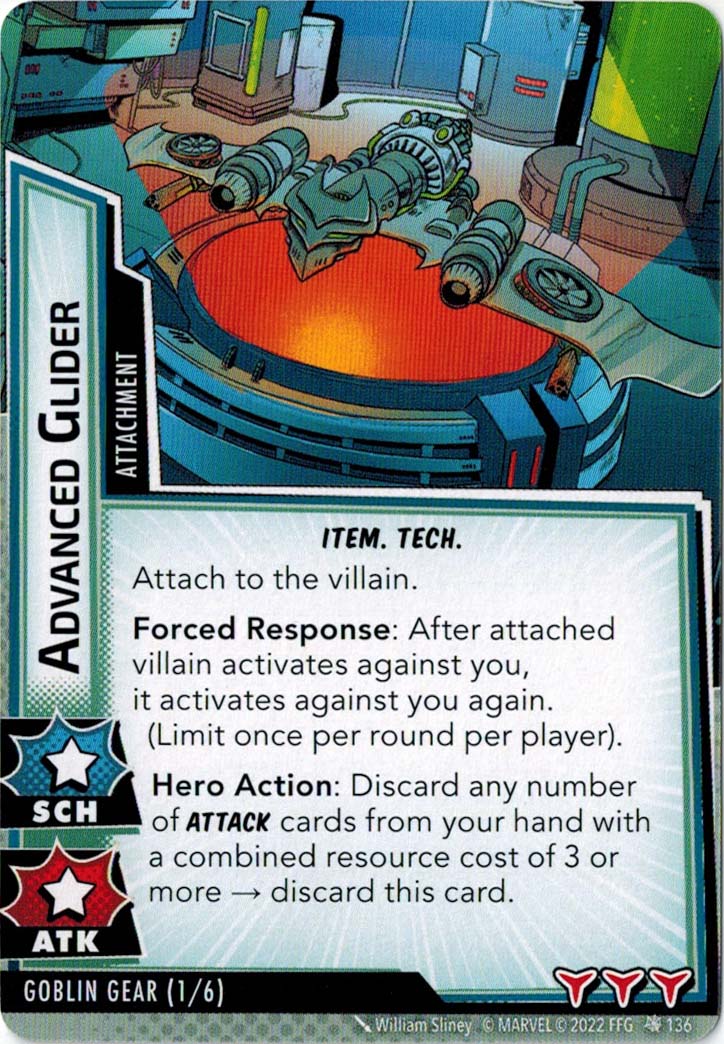 ADVANCED GLIDER
ATTACHMENT
ITEM. TECH.
Attach to the villain.
Forced Response: After attached
villain activates against you,
it activates against you again.
(Limit once per round per player).
Hero Action: Discard any number
of ATTACK cards from your hand with
a combined resource cost of 3 or
more → discard this card.
SCH
ATK
GOBLIN GEAR (1/6)
William Sliney © MARVEL © 2022 FFG 136